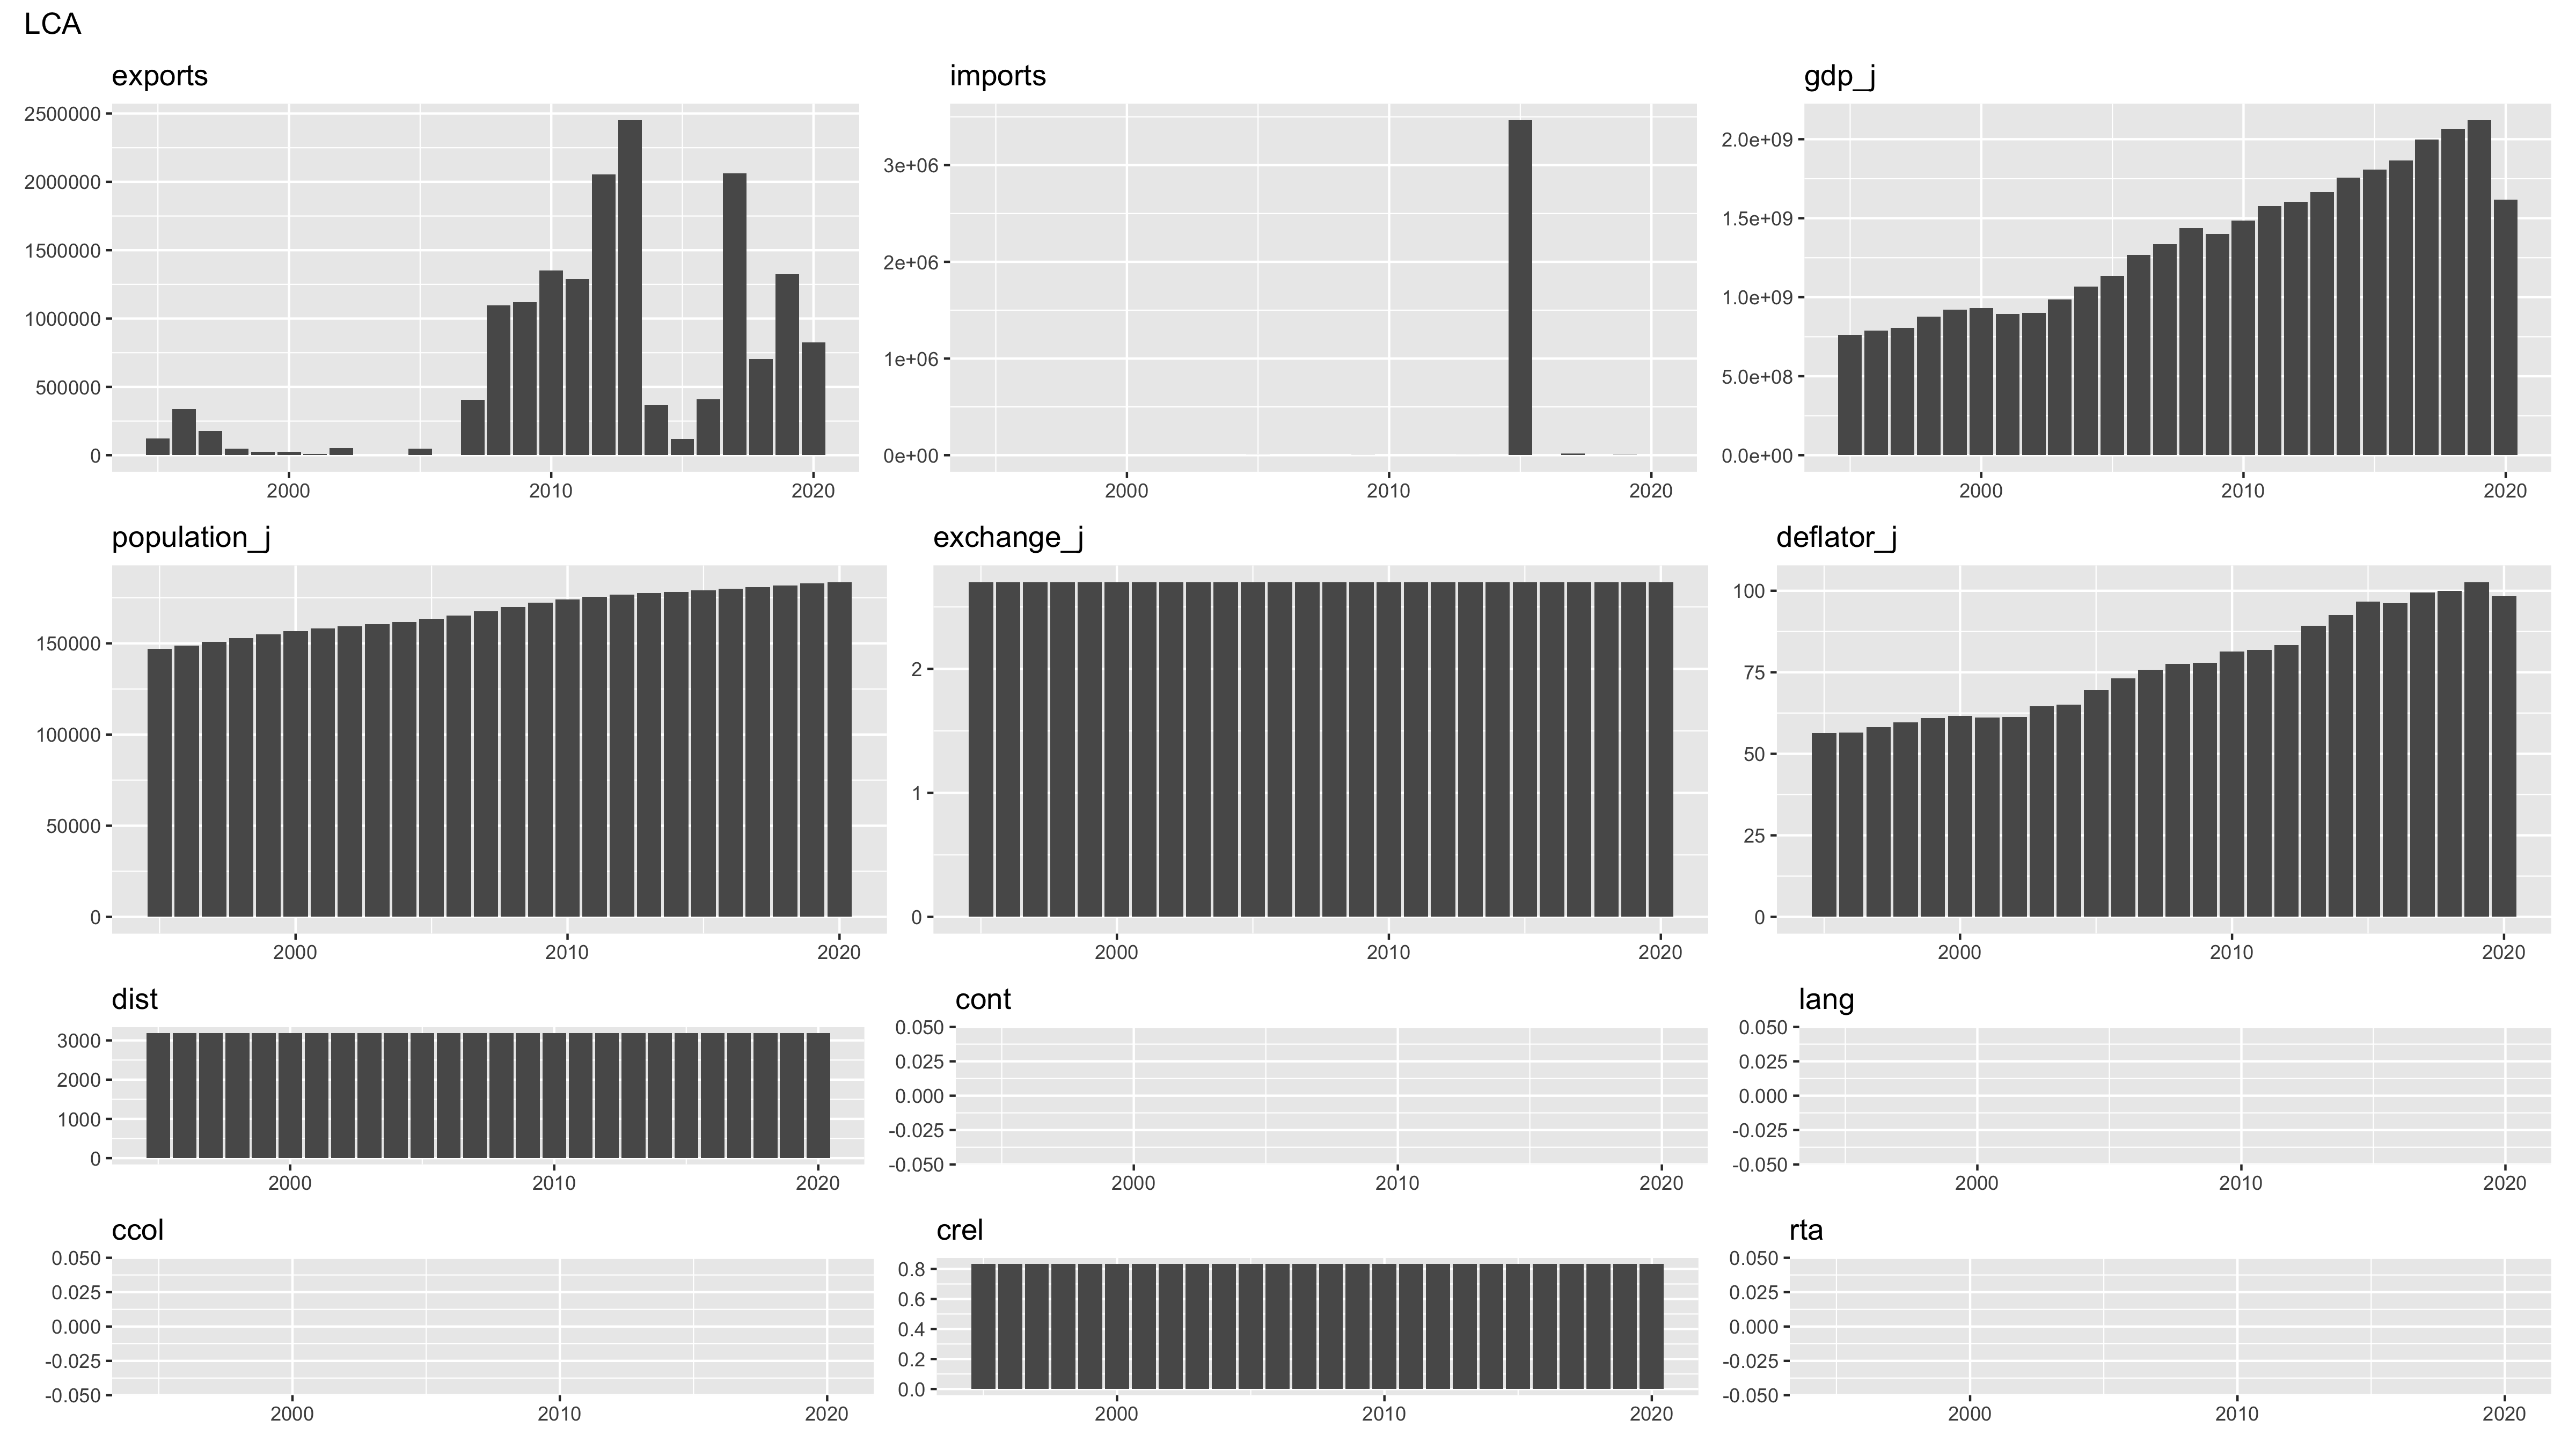 LCA
exports
2500000
2000000
1500000
1000000
500000
0
2000 2010 2020
imports
3e+06
2e+06
1e+06
0e+00
2000 2010 2020
gdp_j
2.0e+09
1.5e+09
1.0e+09
5.0e+08
0.0e+00
2000 2010 2020
population_j
150000
100000
50000
0
2000 2010 2020
exchange_j
2
1
0
2000 2010 2020
deflator_j
100
75
50
25
0
2000 2010 2020
dist
3000
2000
1000
0
2000 2010 2020
cont
0.050
0.025
0.000
-0.025
-0.050
2000 2010 2020
lang
0.050
0.025
0.000
-0.025
-0.050
2000 2010 2020
ccol
0.050
0.025
0.000
-0.025
-0.050
2000 2010 2020
crel
0.8
0.6
0.4
0.2
0.0
2000 2010 2020
rta
0.050
0.025
0.000
-0.025
-0.050
2000 2010 2020